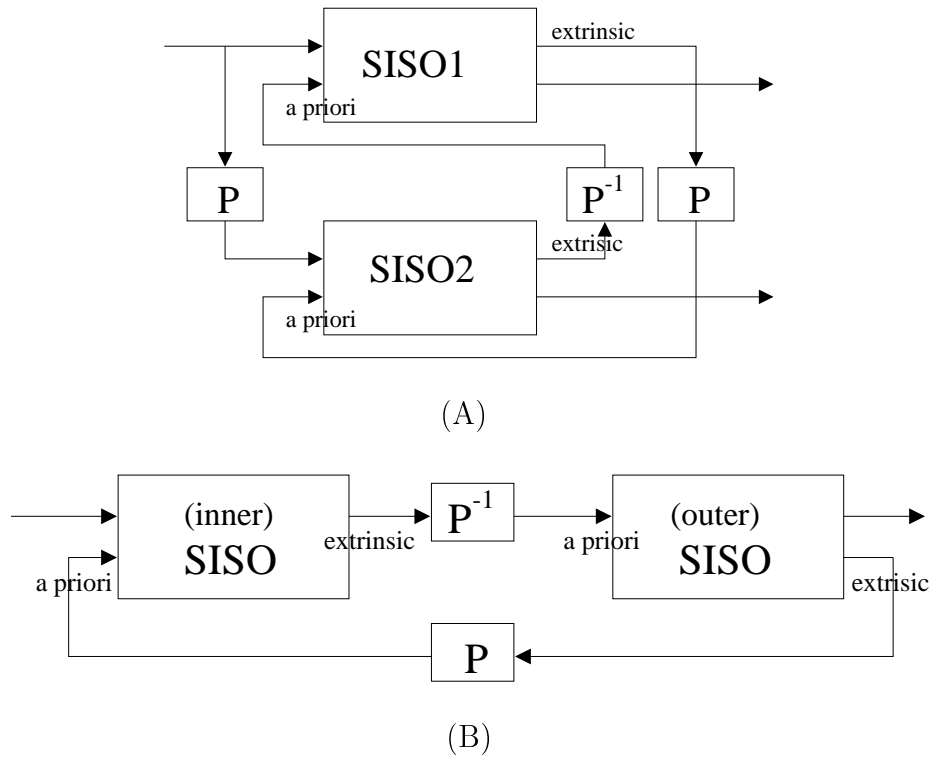 extrinsic
SISO1
a priori
P
P⁻¹
P
extrisic
SISO2
a priori
(A)
(inner)
SISO
extrinsic
P⁻¹
a priori
(outer)
SISO
a priori
extrisic
P
(B)